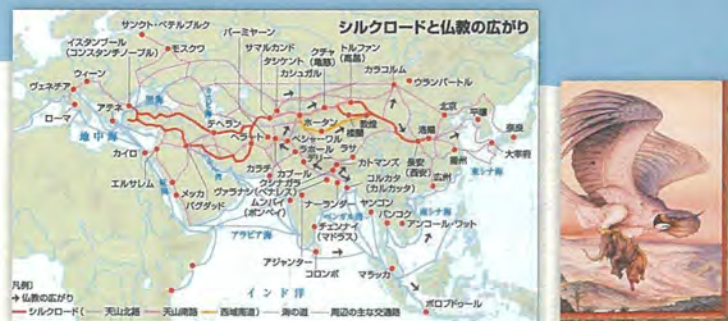 シルクロードと仏教の広がり
サンクト・ペテルブルク
モスクワ
イスタンブール
(コンスタンチノープル)
バーミヤーン
サマルカンド
タシケント
カシュガル
クチャ
(亀慈)
トルファン
(高昌)
カラコルム
ウランバートル
ウィーン
ヴェネチア
ローマ
アテネ
黒海
地中海
テヘラン
ヘラート
ホータン
ペシャーワル
楼蘭
敦煌
洛陽
北京
平壌
奈良
大宰府
カイロ
エルサレム
紅海
メッカ
バグダッド
カラチ
カブール
ラホール
デリー
ラサ
カトマンズ
長安
(西安)
揚州
広州
東シナ海
クシナガラ
ヴァラナシ(ベナレス)
ムンバイ
(ボンベイ)
ナーランダー
コルカタ
(カルカッタ)
ヤンゴン
バンコク
南シナ海
アンコール・ワット
ベンガル湾
チェンナイ
(マドラス)
アラビア海
アジャンター
コロンボ
マラッカ
インド洋
ボロブドゥール
凡例)
→仏教の広がり
シルクロード( 天山北路 天山南路 西域南道) 海の道 周辺の主な交通路